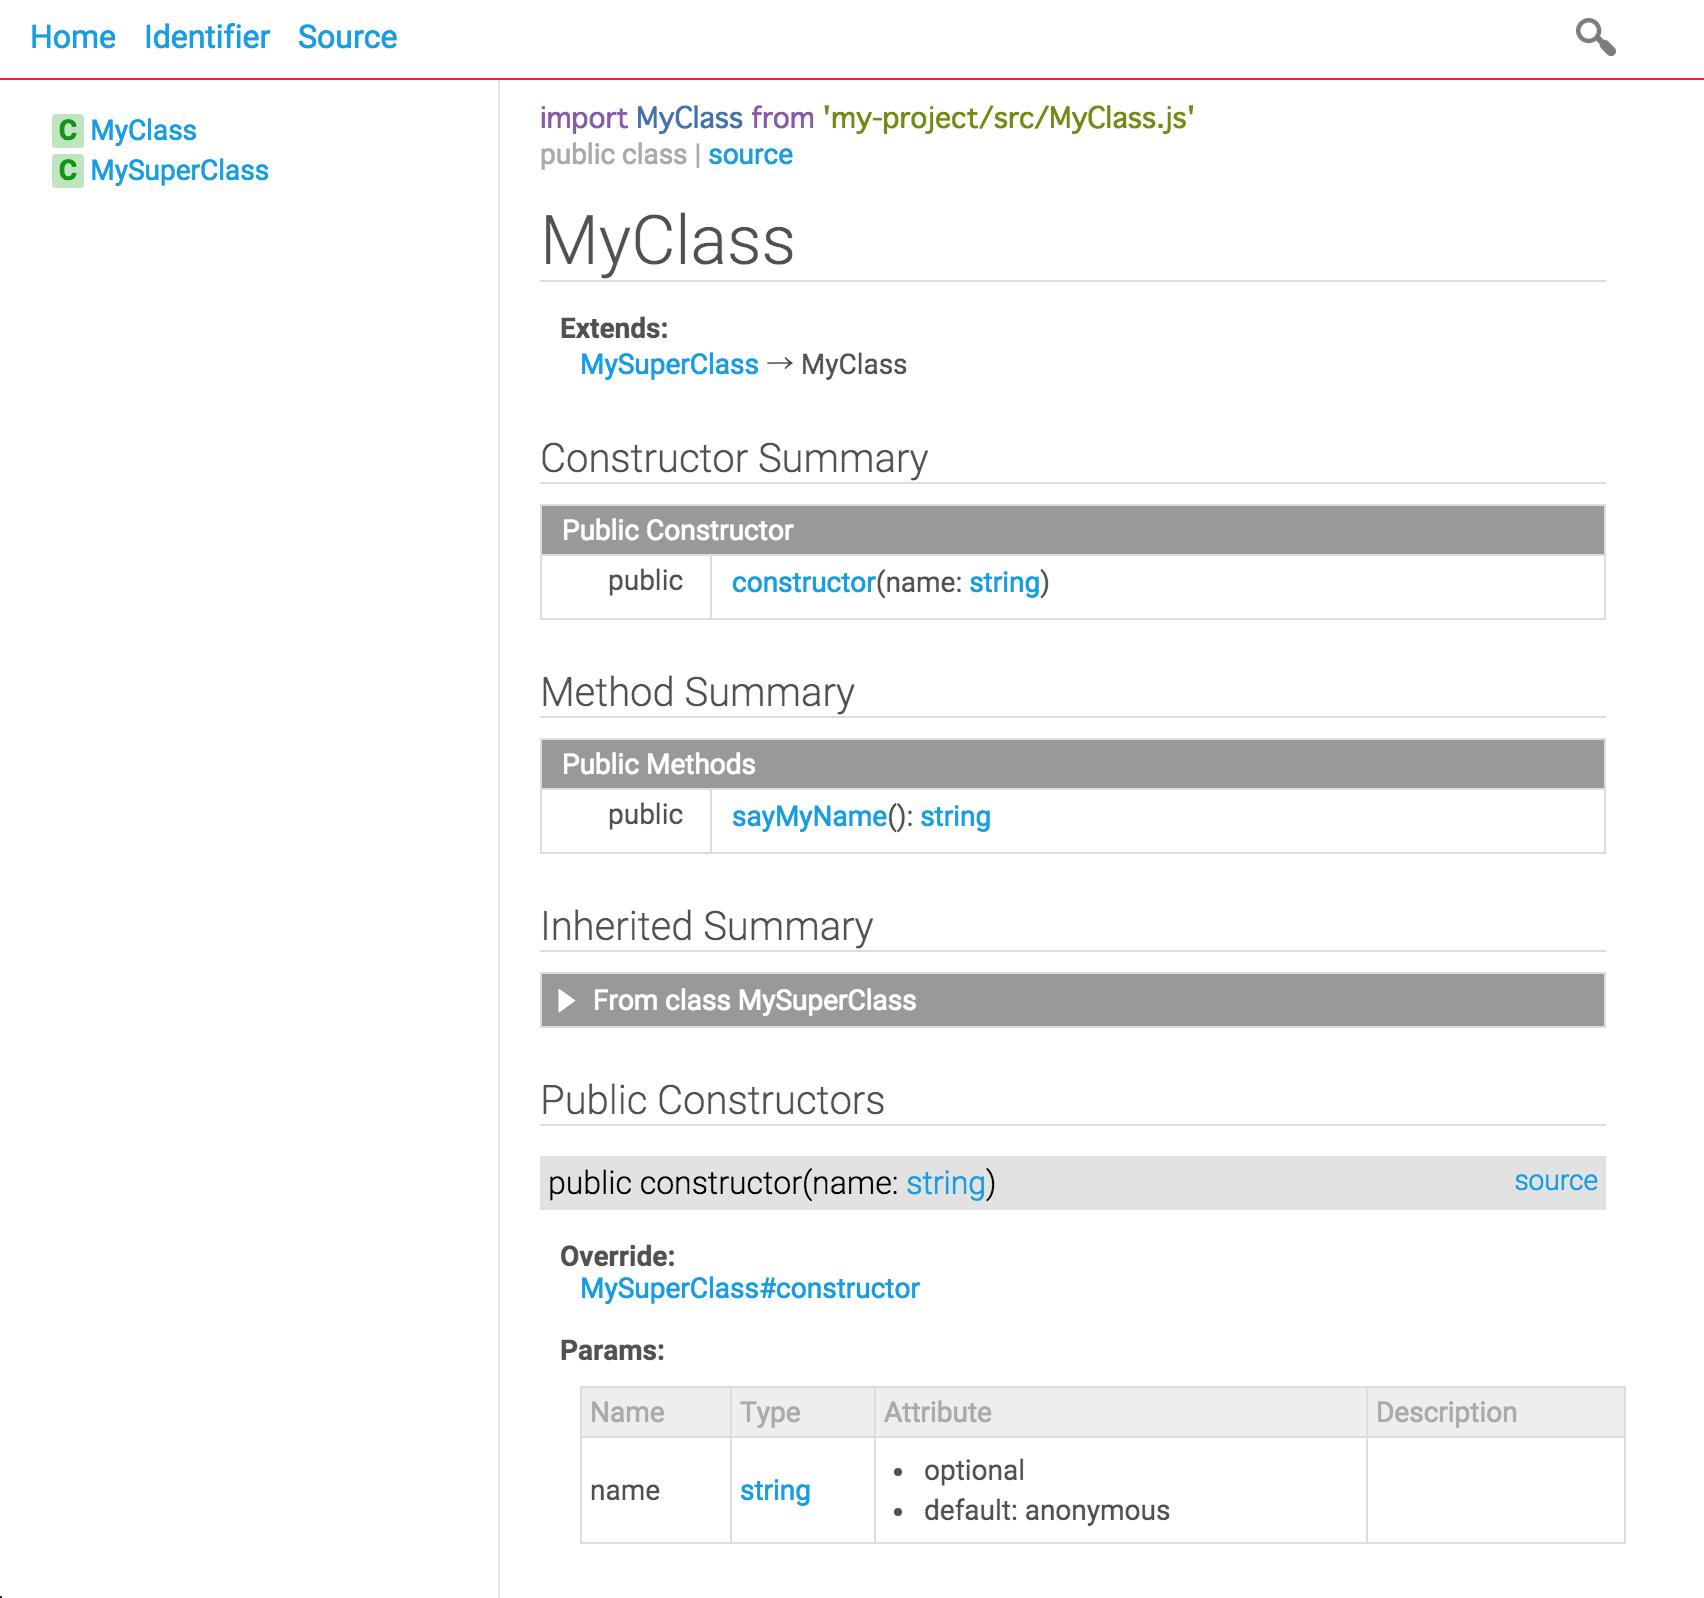 Home Identifier Source
C MyClass
C MySuperClass
import MyClass from 'my-project/src/MyClass.js'
public class | source
MyClass
Extends:
MySuperClass → MyClass
Constructor Summary
Public Constructor
public constructor(name: string)
Method Summary
Public Methods
public sayMyName(): string
Inherited Summary
From class MySuperClass
Public Constructors
public constructor(name: string) source
Override:
MySuperClass#constructor
Params:
Name Type Attribute Description
name string
• optional
• default: anonymous